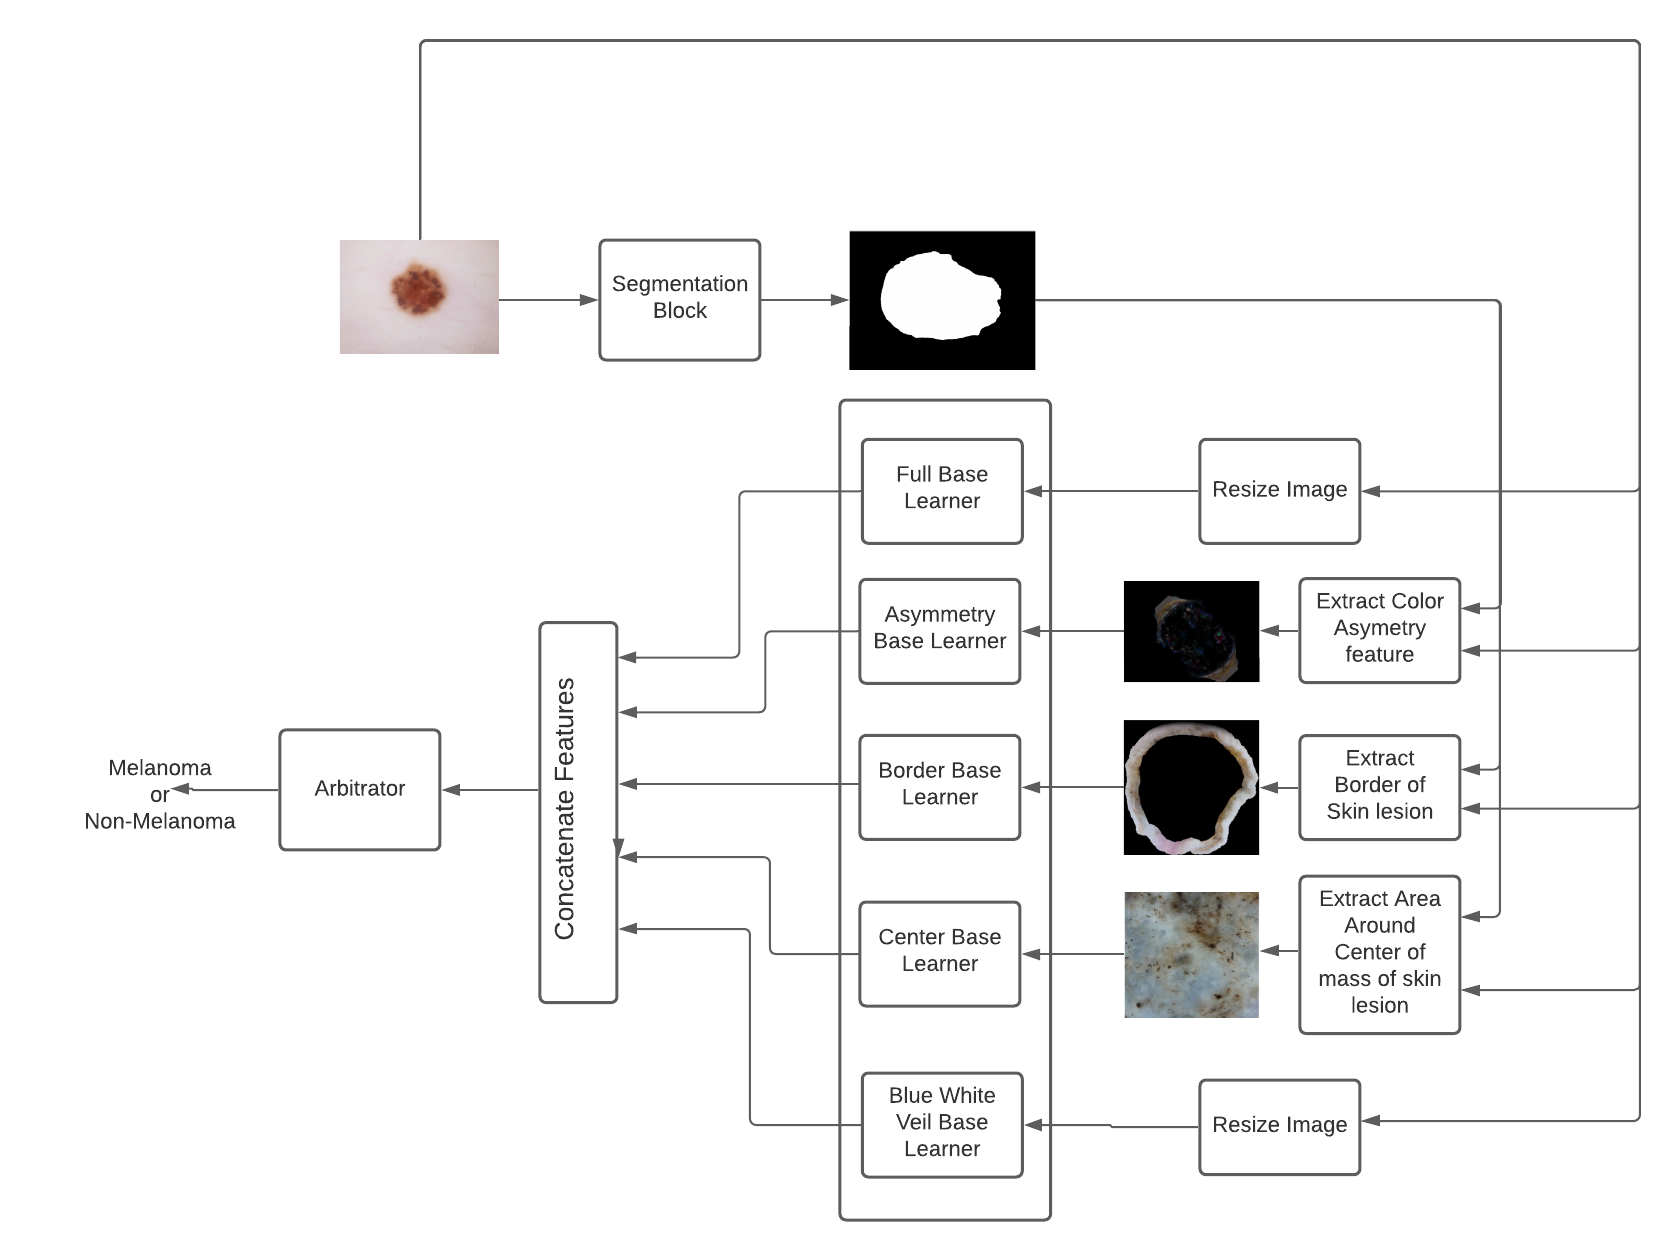 Segmentation
Block
Full Base
Learner
Resize Image
Asymmetry
Base Learner
Extract Color
Asymetry
feature
Concatenate Features
Melanoma
or
Non-Melanoma
Arbitrator
Border Base
Learner
Extract
Border of
Skin lesion
Center Base
Learner
Extract Area
Around
Center of
mass of skin
lesion
Blue White
Veil Base
Learner
Resize Image